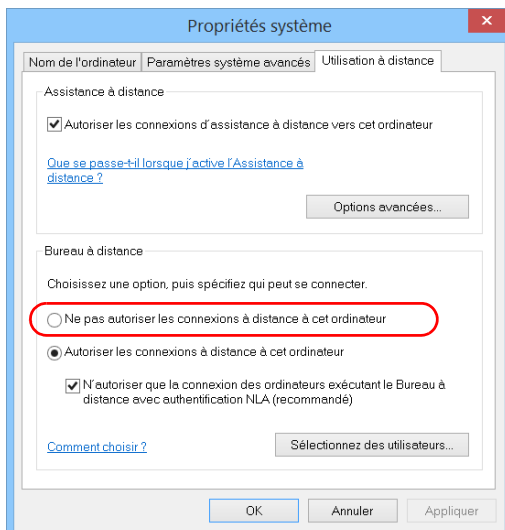 Propriétés système
Nom de l'ordinateur Paramètres système avancés Utilisation à distance
Assistance à distance
Autoriser les connexions d´assistance à distance vers cet ordinateur
Que se passe-t-il lorsque j´active l´Assistance à
distance ?
Options avancées...
Bureau à distance
Choisissez une option, puis spécifiez qui peut se connecter.
Ne pas autoriser les connexions à distance à cet ordinateur
Autoriser les connexions à distance à cet ordinateur
N´autoriser que la connexion des ordinateurs exécutant le Bureau à
distance avec authentification NLA (recommandé)
Comment choisir ?
Sélectionnez des utilisateurs...
OK Annuler Appliquer